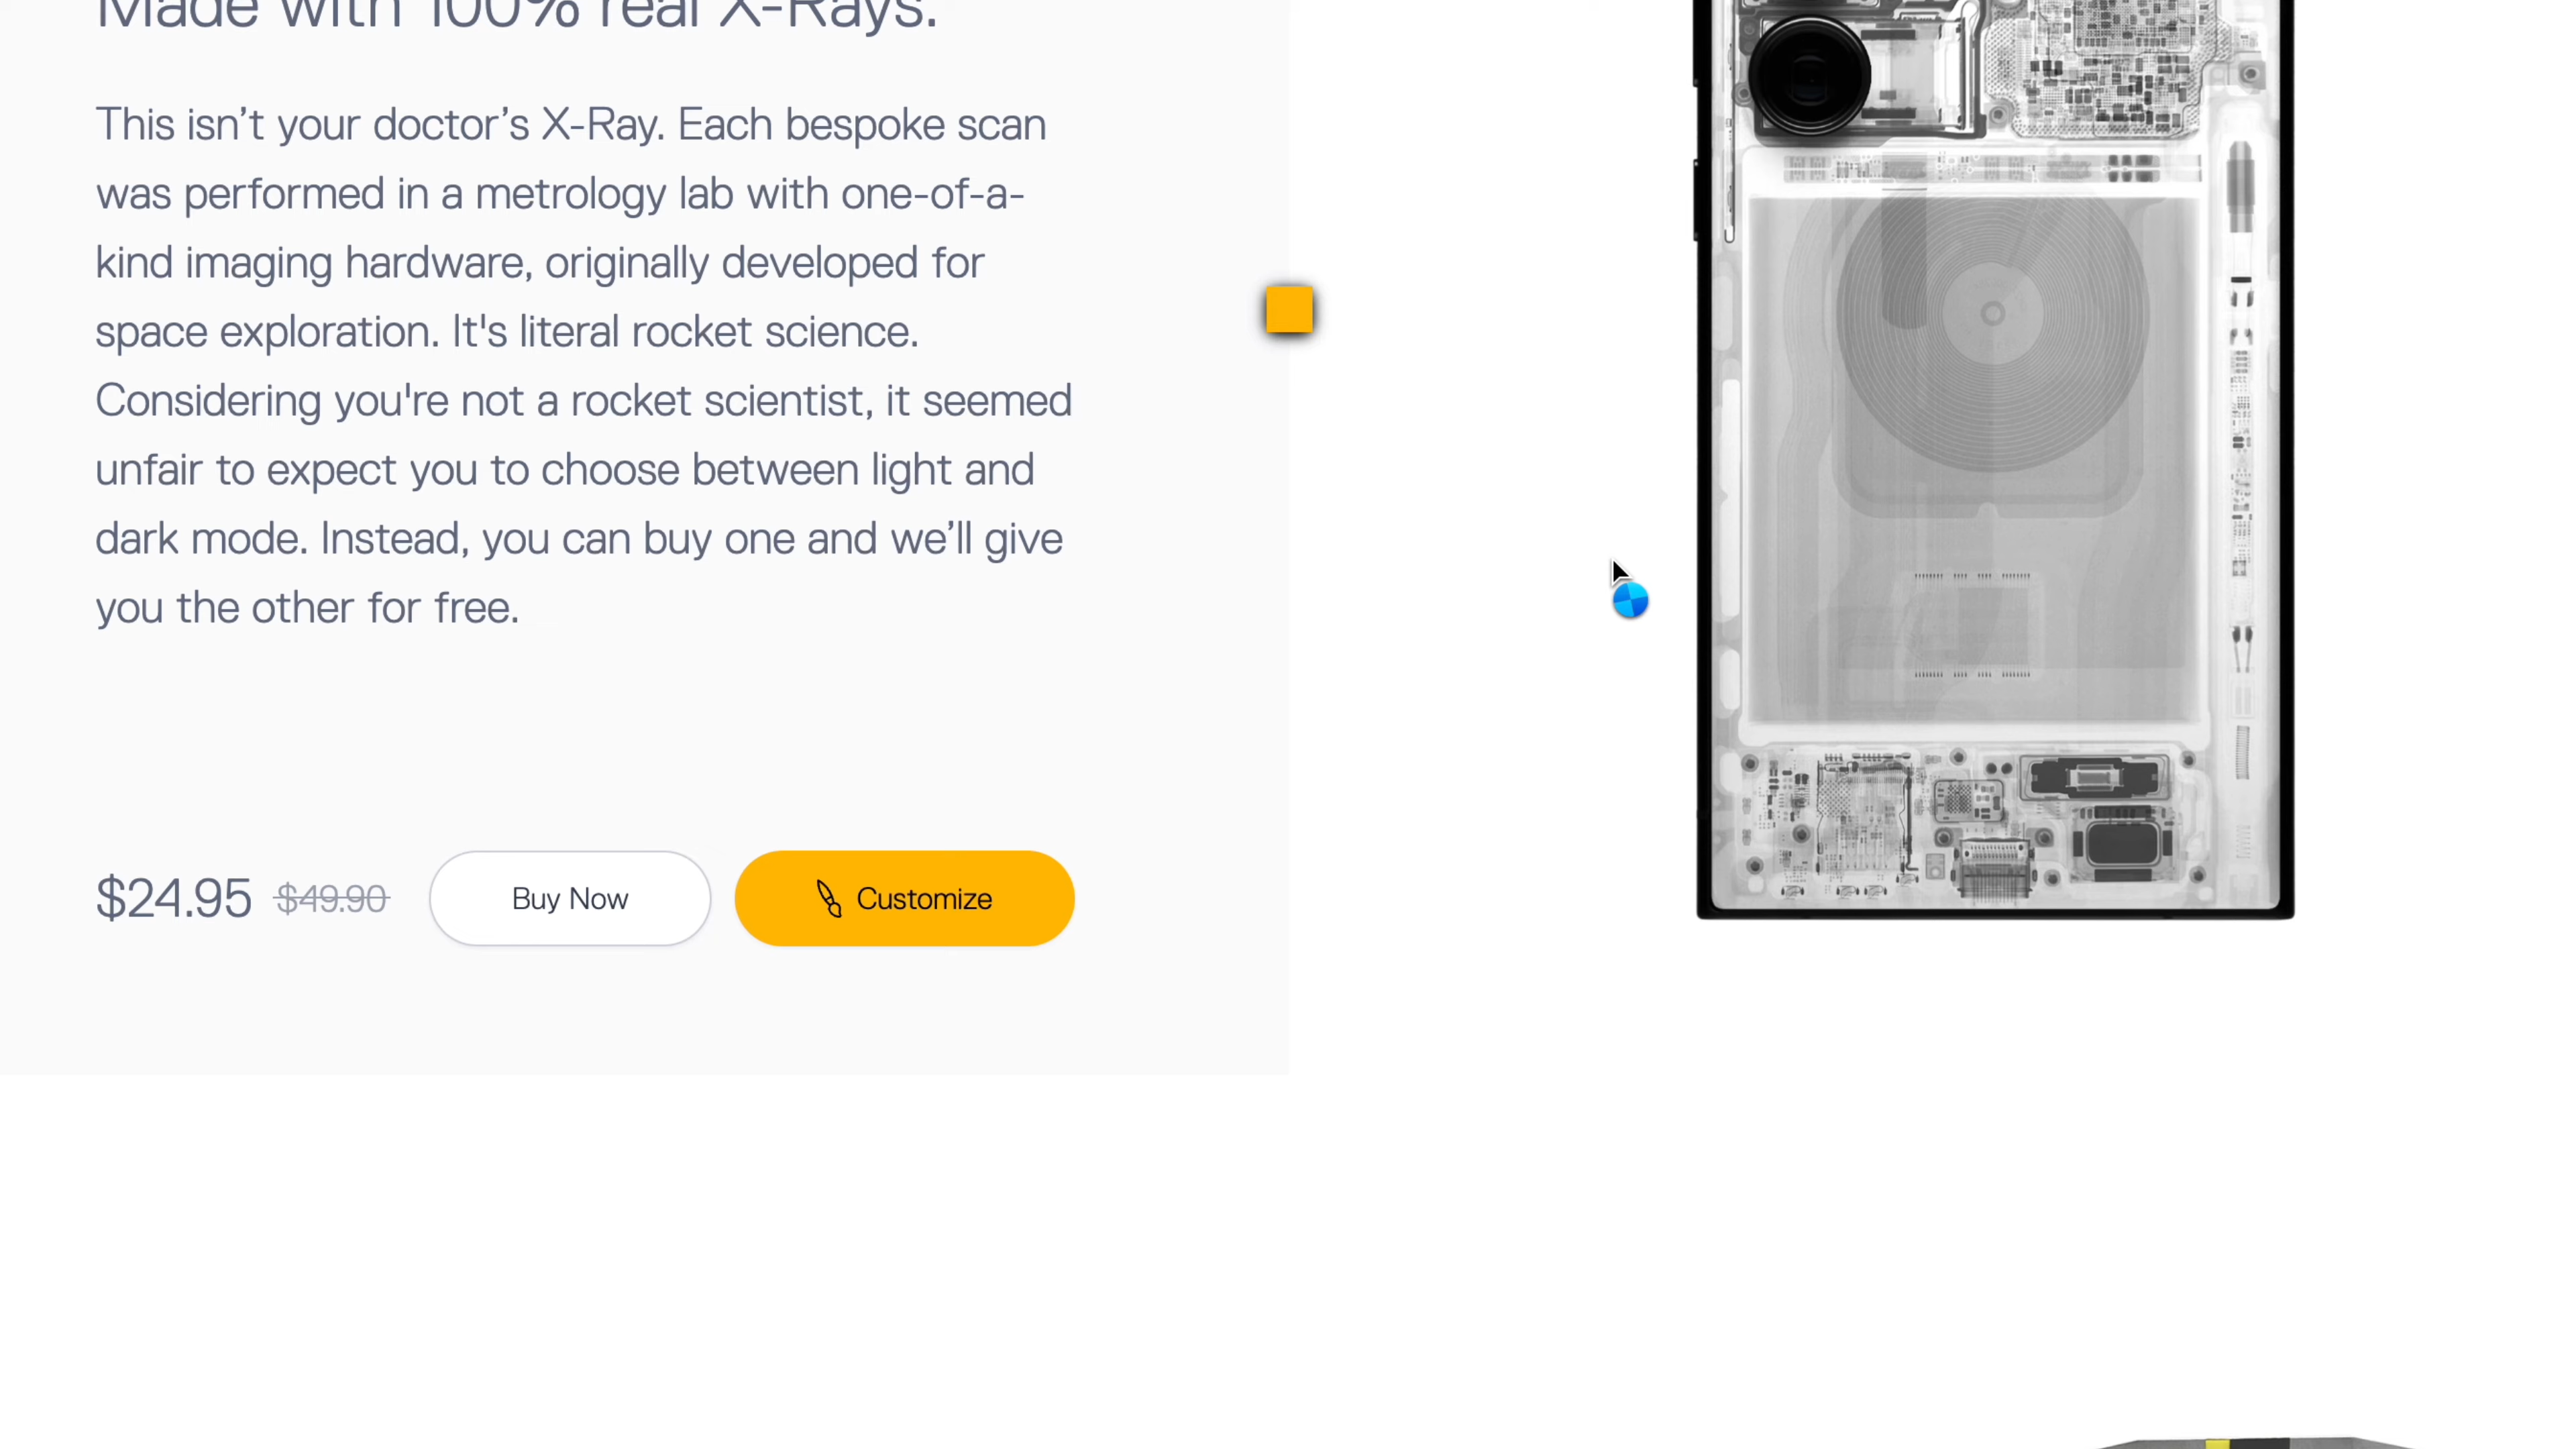 Made with 100% real X-Rays.
This isn’t your doctor’s X-Ray. Each bespoke scan
was performed in a metrology lab with one-of-a-
kind imaging hardware, originally developed for
space exploration. It's literal rocket science.
Considering you're not a rocket scientist, it seemed
unfair to expect you to choose between light and
dark mode. Instead, you can buy one and we’ll give
you the other for free.
$24.95 $49.90 Buy Now Customize